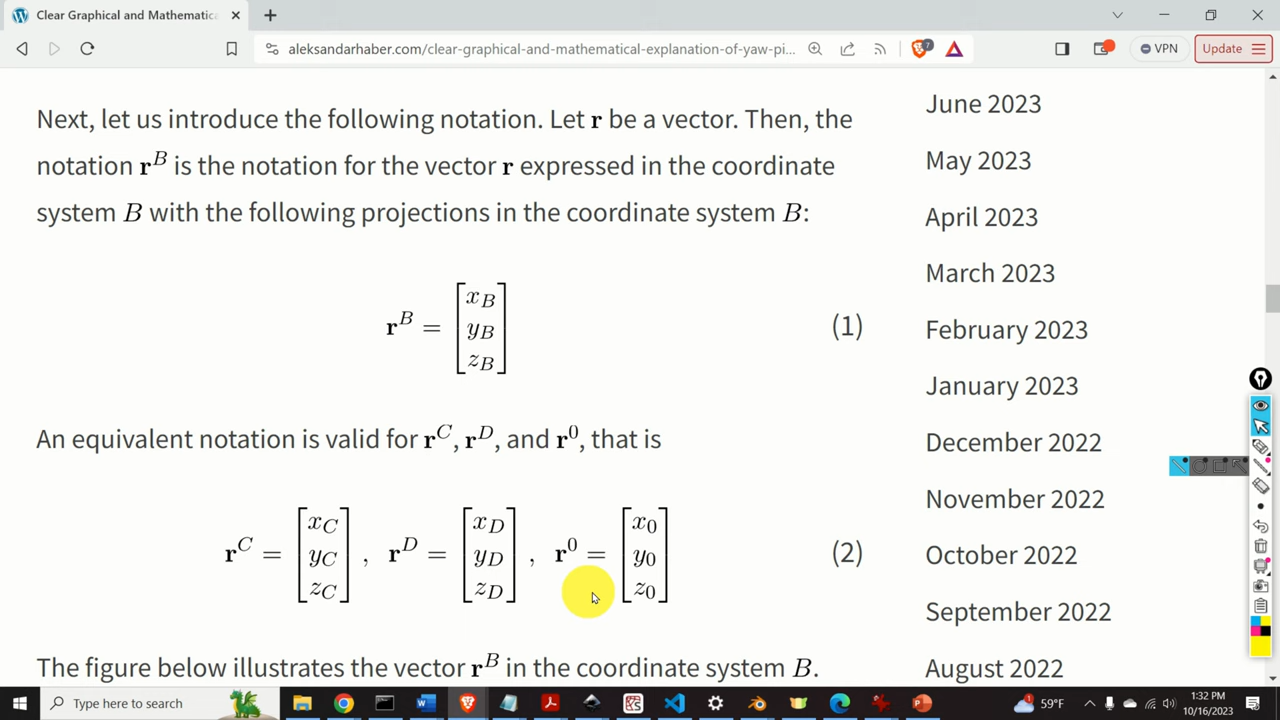 Clear Graphical and Mathematica
aleksandarhaber.com/clear-graphical-and-mathematical-explanation-of-yaw-pi...
7
VPN
Update
Next, let us introduce the following notation. Let r be a vector. Then, the
notation r^B is the notation for the vector r expressed in the coordinate
system B with the following projections in the coordinate system B:
r^B = [x_B
y_B
z_B]
(1)
An equivalent notation is valid for r^C, r^D, and r^0, that is
r^C = [x_C y_C z_C], r^D = [x_D y_D z_D], r^0 = [x_0 y_0 z_0]
(2)
The figure below illustrates the vector r^B in the coordinate system B.
June 2023
May 2023
April 2023
March 2023
February 2023
January 2023
December 2022
November 2022
October 2022
September 2022
August 2022
Type here to search
59°F
1:32 PM
10/16/2023